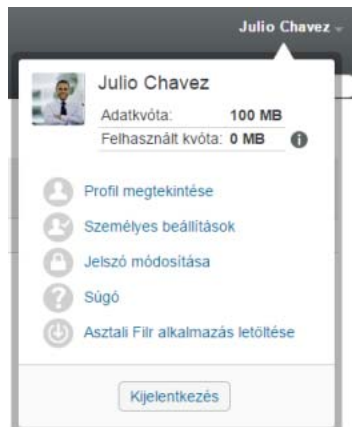 Julio Chavez
Julio Chavez
Adatkvóta: 100 MB
Felhasznált kvóta: 0 MB
Profil megtekintése
Személyes beállítások
Jelszó módosítása
Súgó
Asztali Filr alkalmazás letöltése
Kijelentkezés